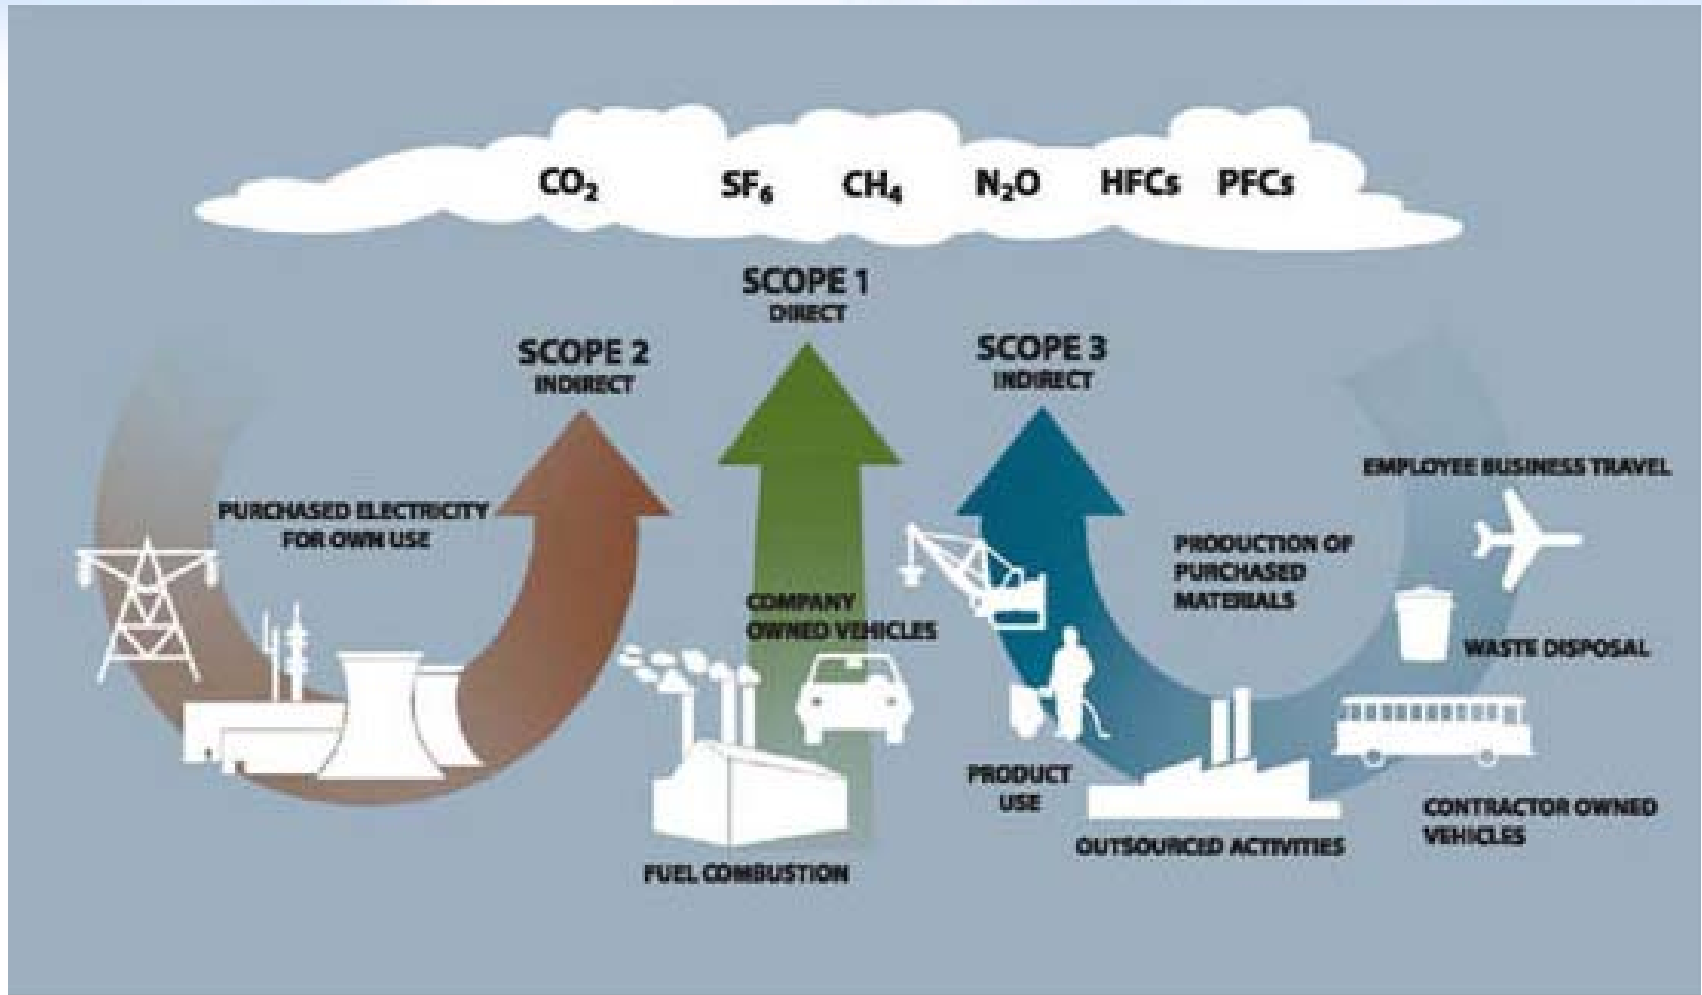 CO₂ SF₆ CH₄ N₂O HFCs PFCs
SCOPE 1
DIRECT
SCOPE 2
INDIRECT
SCOPE 3
INDIRECT
PURCHASED ELECTRICITY
FOR OWN USE
COMPANY
OWNED VEHICLES
FUEL COMBUSTION
EMPLOYEE BUSINESS TRAVEL
PRODUCTION OF
PURCHASED
MATERIALS
WASTE DISPOSAL
PRODUCT
USE
OUTSOURCED ACTIVITIES
CONTRACTOR OWNED
VEHICLES